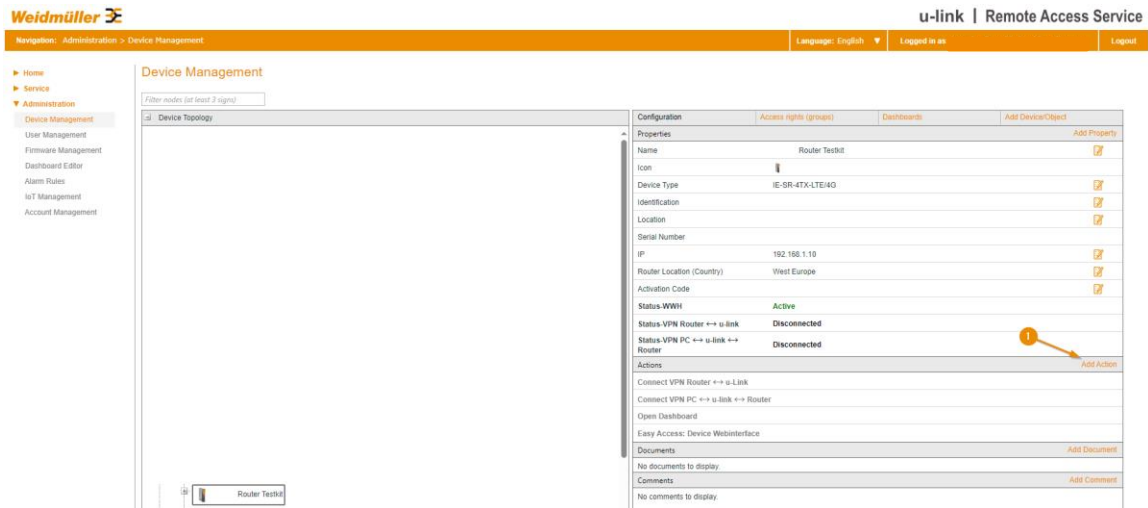 Weidmüller
u-link | Remote Access Service
Navigation: Administration > Device Management
Language: English ▼
Logged in as
Logout
Home
Service
Administration
Device Management
User Management
Firmware Management
Dashboard Editor
Alarm Rules
IoT Management
Account Management
Device Management
Filter nodes (at least 3 signs)
Device Topology
Router Testkit
Configuration
Access rights (groups)
Dashboards
Add Device/Object
Properties
Add Property
Name Router Testkit
Icon
Device Type IE-SR-4TX-LTE/4G
Identification
Location
Serial Number
IP 192.168.1.10
Router Location (Country) West Europe
Activation Code
Status-WWH Active
Status-VPN Router ↔ u-link Disconnected
Status-VPN PC ↔ u-link ↔
Router
Disconnected
1
Actions
Add Action
Connect VPN Router ↔ u-Link
Connect VPN PC ↔ u-link ↔ Router
Open Dashboard
Easy Access: Device Webinterface
Documents
Add Document
No documents to display.
Comments
Add Comment
No comments to display.